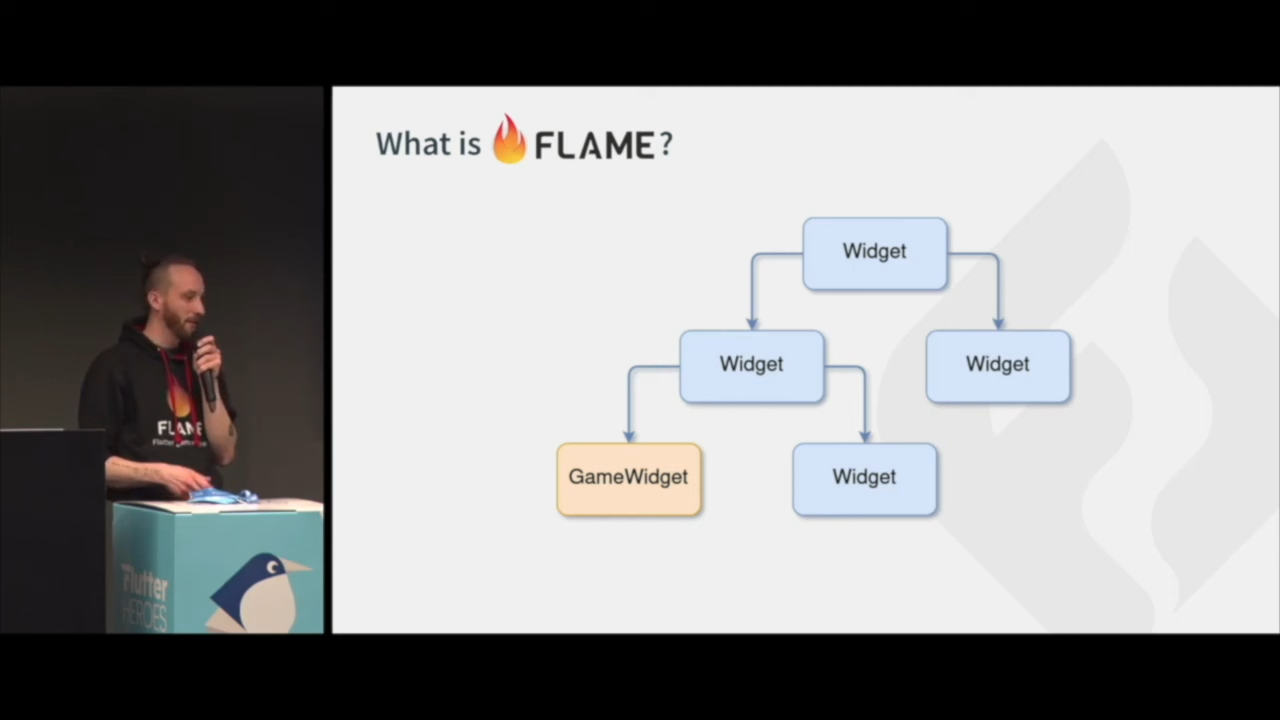 What is FLAME?
Widget
Widget
Widget
GameWidget
Widget
FLAME
Flutter
HEROES